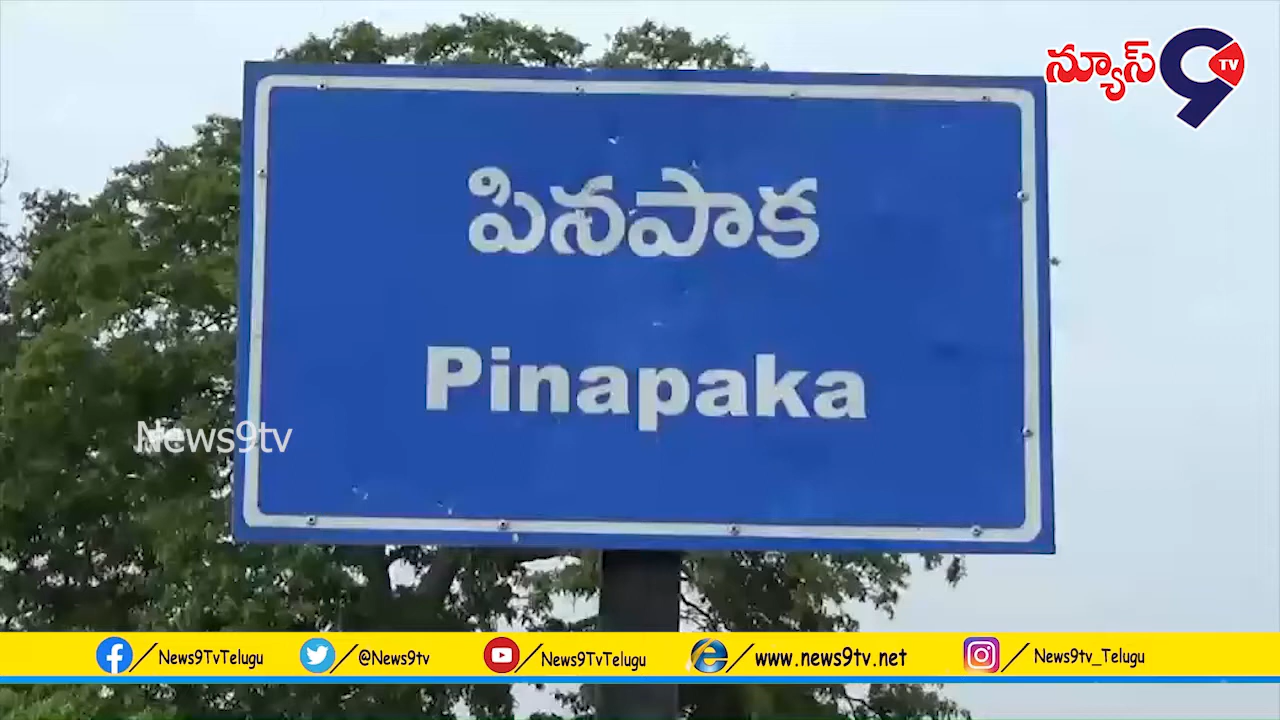 న్యూస్ 9 TV
పినపాక
Pinapaka
News9tv
News9TvTelugu @News9tv News9TvTelugu www.news9tv.net News9tv_Telugu